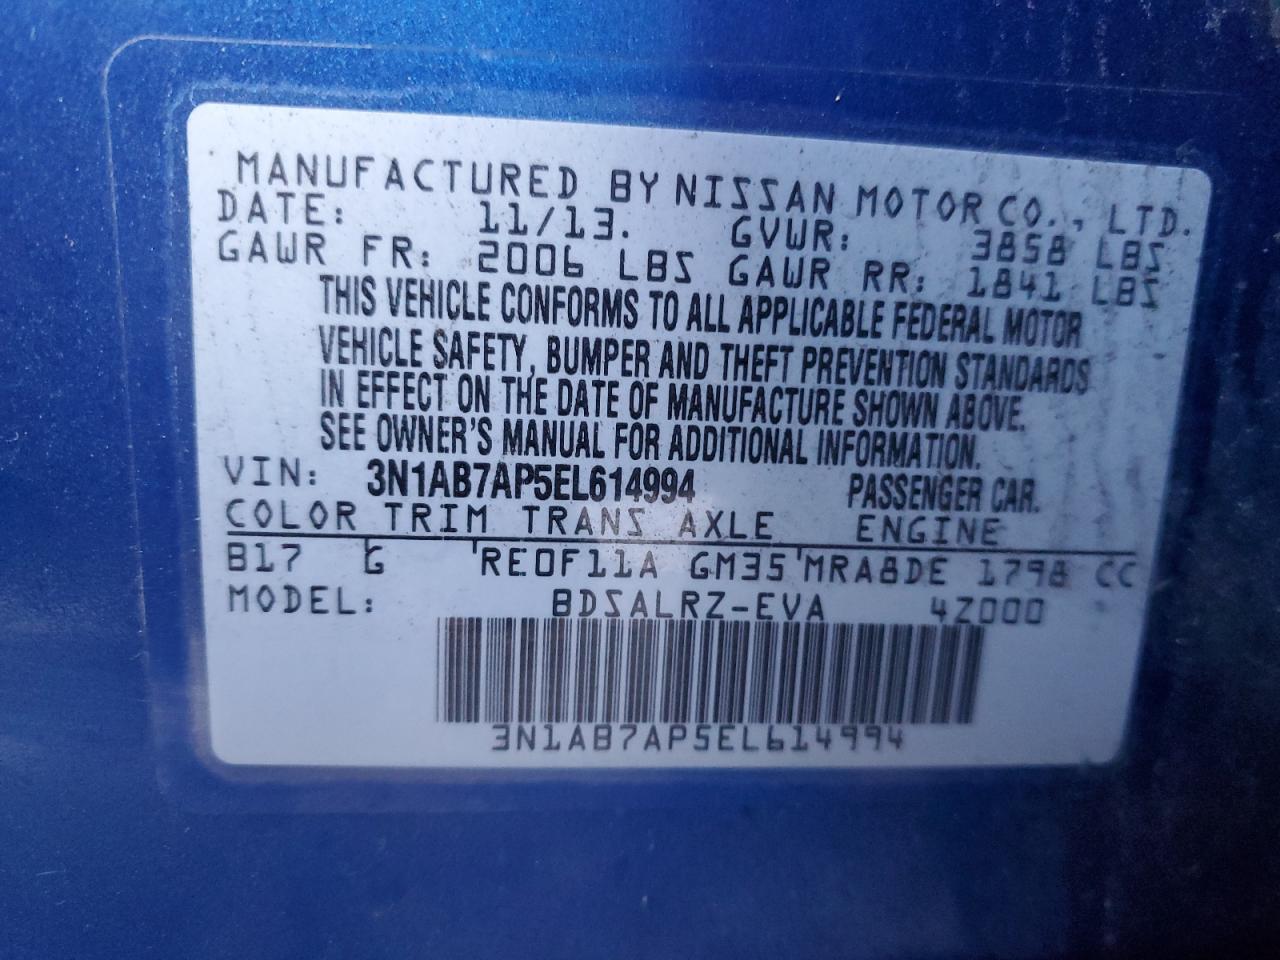 MANUFACTURED BY NISSAN MOTOR CO., LTD.
DATE: 11/13. GVWR: 3858 LBS
GAWR FR: 2006 LBS GAWR RR: 1841 LBS
THIS VEHICLE CONFORMS TO ALL APPLICABLE FEDERAL MOTOR
VEHICLE SAFETY, BUMPER AND THEFT PREVENTION STANDARDS
IN EFFECT ON THE DATE OF MANUFACTURE SHOWN ABOVE.
SEE OWNER'S MANUAL FOR ADDITIONAL INFORMATION.
VIN: 3N1AB7AP5EL614994 PASSENGER CAR.
COLOR TRIM TRANS AXLE ENGINE
B17 G 'RE0F11A GM35'MRA8DE 1798 CC
MODEL: BDSALRZ-EVA 4Z000
3N1AB7AP5EL614994